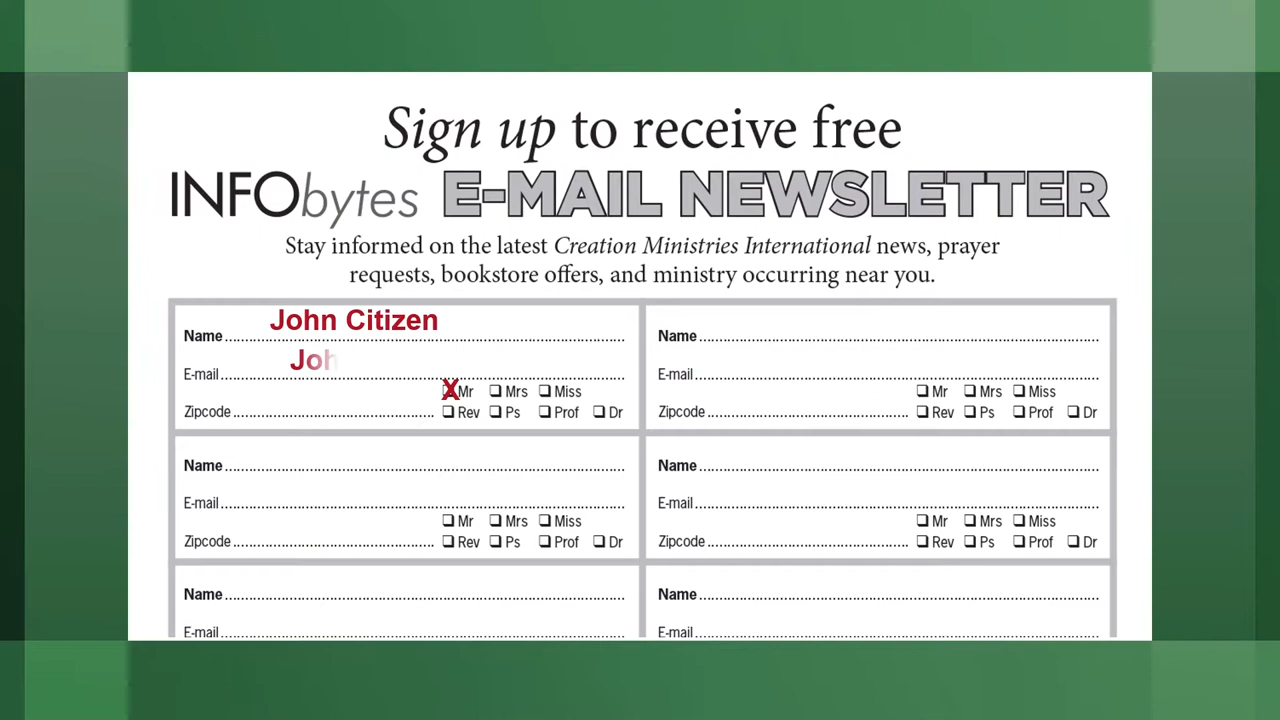 Sign up to receive free
INFObytes E-MAIL NEWSLETTER
Stay informed on the latest Creation Ministries International news, prayer
requests, bookstore offers, and ministry occurring near you.
Name John Citizen
E-mail Joh
Mr Mrs Miss
Zipcode Rev Ps Prof Dr
Name
E-mail
Mr Mrs Miss
Zipcode Rev Ps Prof Dr
Name
E-mail
Mr Mrs Miss
Zipcode Rev Ps Prof Dr
Name
E-mail
Mr Mrs Miss
Zipcode Rev Ps Prof Dr
Name
E-mail
Name
E-mail